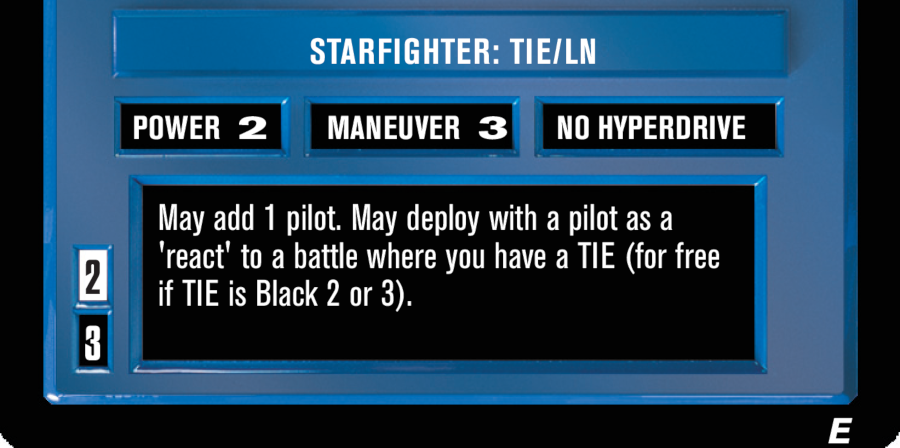 STARFIGHTER: TIE/LN
POWER 2 MANEUVER 3 NO HYPERDRIVE
May add 1 pilot. May deploy with a pilot as a
'react' to a battle where you have a TIE (for free
if TIE is Black 2 or 3).
2
3
E